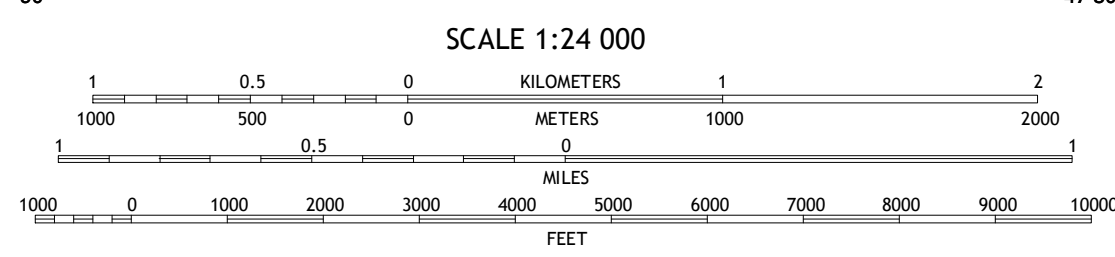 SCALE 1:24 000
1 0.5 0 KILOMETERS 1 2
1000 500 0 METERS 1000 2000
1 0.5 0 1
MILES
1000 0 1000 2000 3000 4000 5000 6000 7000 8000 9000 10000
FEET